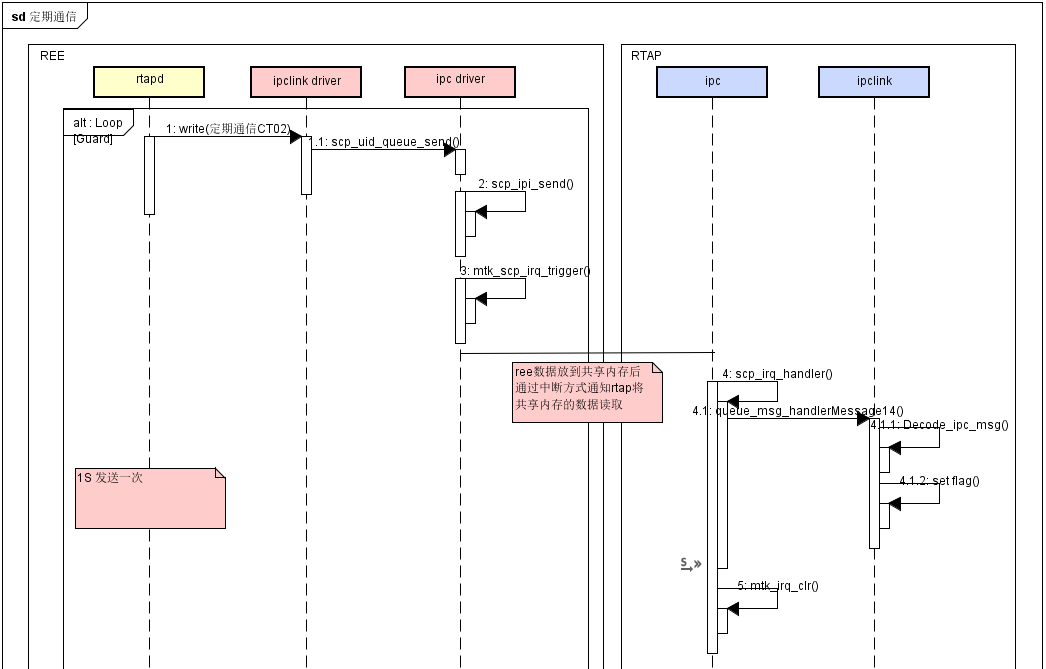 sd 定期通信
REE
RTAP
rtapd
ipclink driver
ipc driver
ipc
ipclink
alt : Loop
[Guard]
1: write(定期通信CT02)
1.1: scp_uid_queue_send()
2: scp_ipi_send()
3: mtk_scp_irq_trigger()
ree数据放到共享内存后
通过中断方式通知rtap将
共享内存的数据读取
4: scp_irq_handler()
4.1: queue_msg_handlerMessage14()
4.1.1: Decode_ipc_msg()
4.1.2: set flag()
1S 发送一次
S
5: mtk_irq_clr()